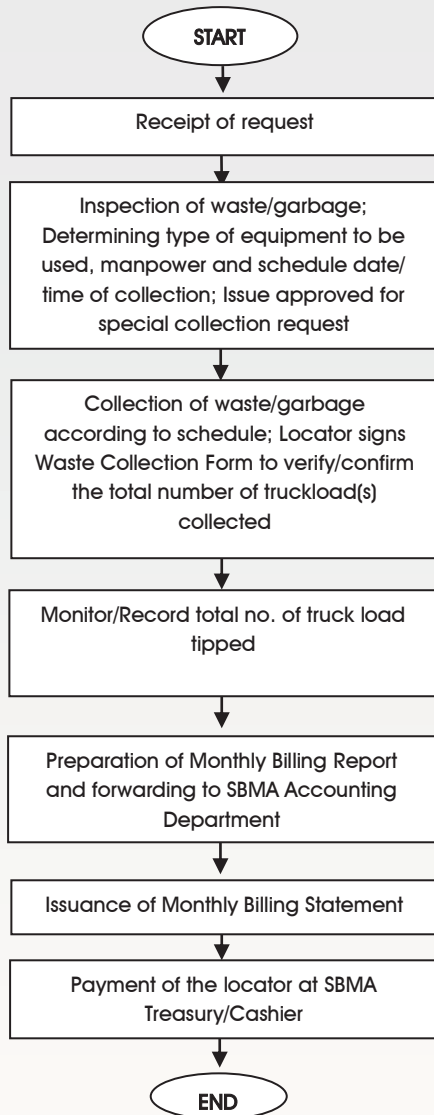 START
Receipt of request
Inspection of waste/garbage;
Determining type of equipment to be
used, manpower and schedule date/
time of collection; Issue approved for
special collection request
Collection of waste/garbage
according to schedule; Locator signs
Waste Collection Form to verify/confirm
the total number of truckload(s)
collected
Monitor/Record total no. of truck load
tipped
Preparation of Monthly Billing Report
and forwarding to SBMA Accounting
Department
Issuance of Monthly Billing Statement
Payment of the locator at SBMA
Treasury/Cashier
END